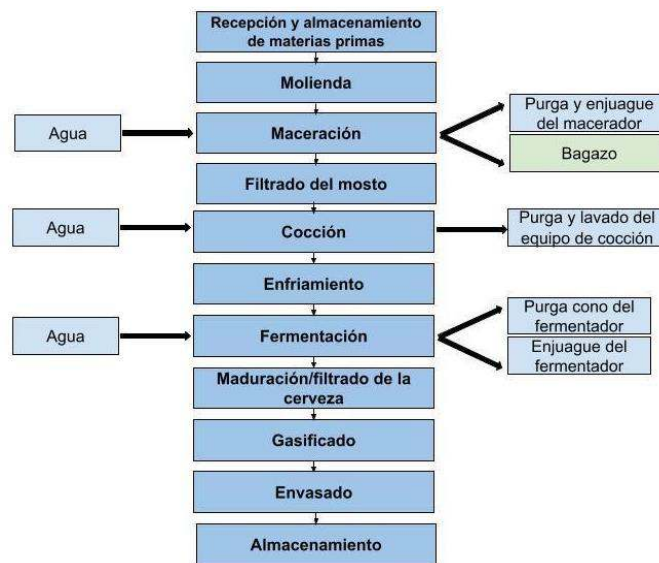 Recepción y almacenamiento
de materias primas
Molienda
Agua
Maceración
Purga y enjuague
del macerador
Bagazo
Filtrado del mosto
Agua
Cocción
Purga y lavado del
equipo de cocción
Enfriamiento
Agua
Fermentación
Purga cono del
fermentador
Enjuague del
fermentador
Maduración/filtrado de la
cerveza
Gasificado
Envasado
Almacenamiento